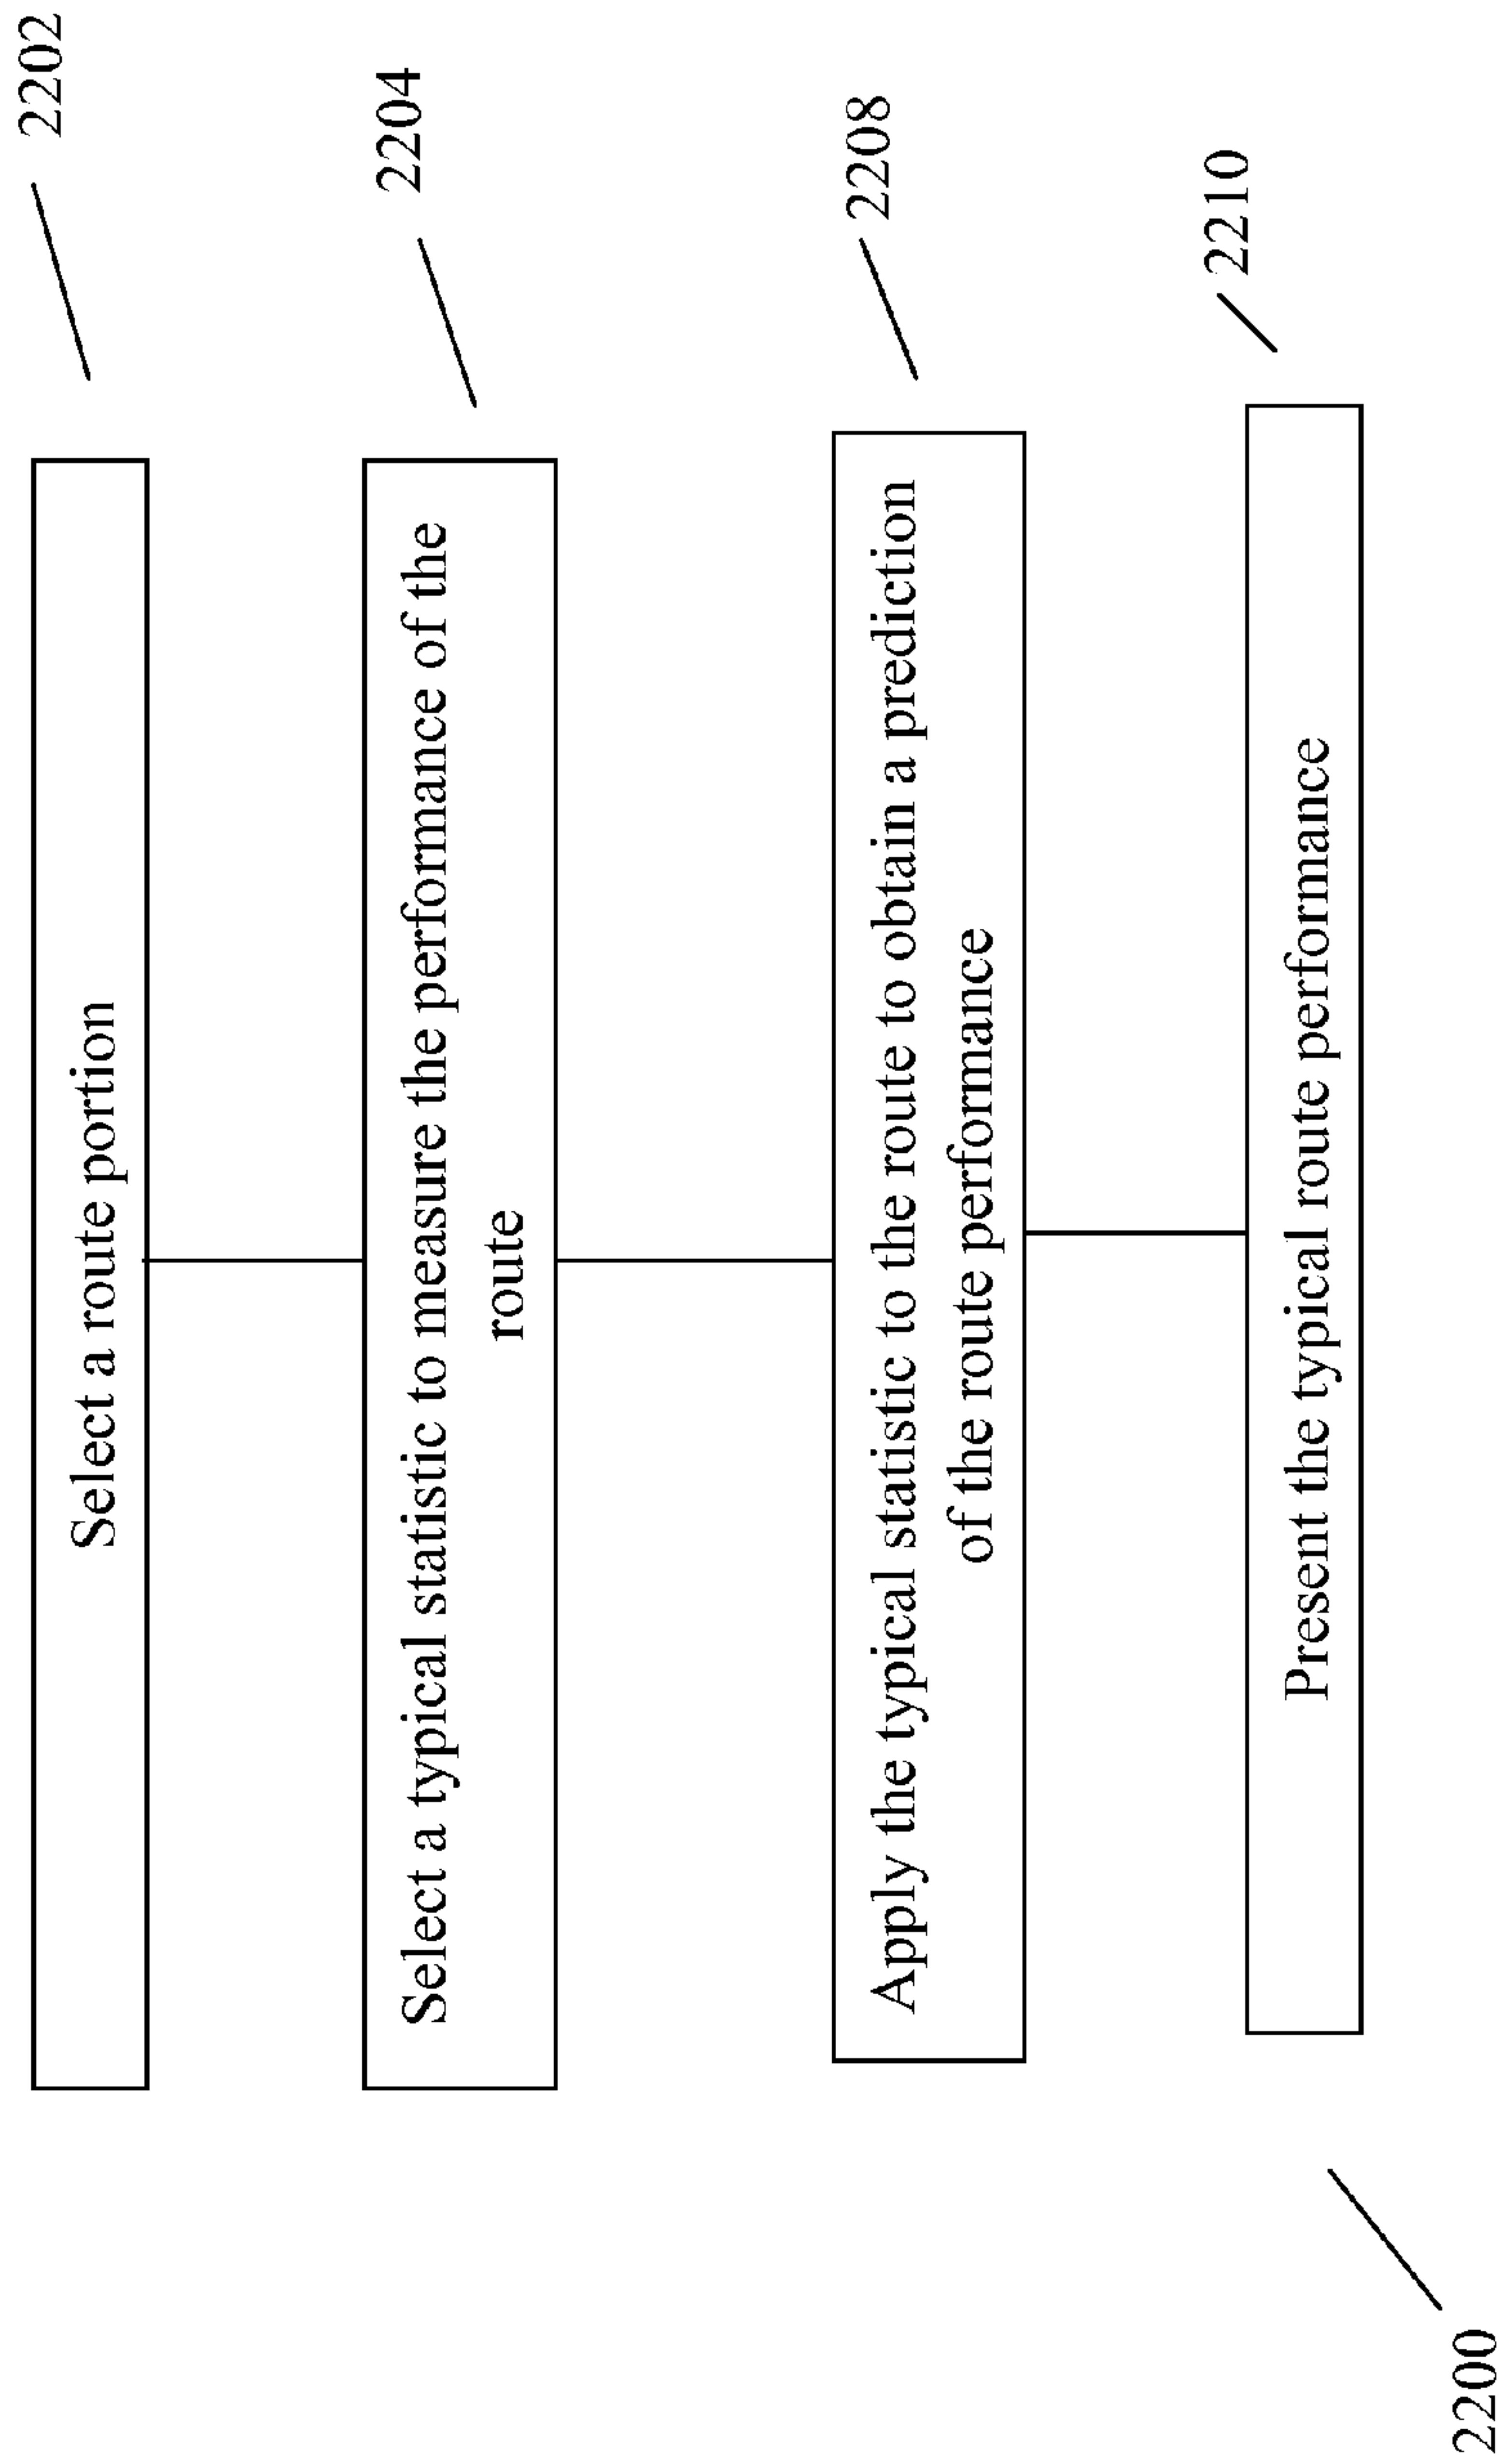 Select a route portion
2202
Select a typical statistic to measure the performance of the
route
2204
Apply the typical statistic to the route to obtain a prediction
of the route performance
2208
Present the typical route performance
2210
2200